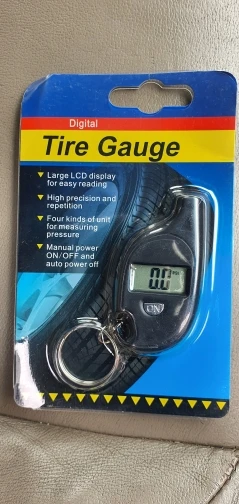 Digital
Tire Gauge
Large LCD display
for easy reading
High precision and
repetition
Four kinds of unit
for measuring
pressure
Manual power
ON/OFF and
auto power off
0.0
ON